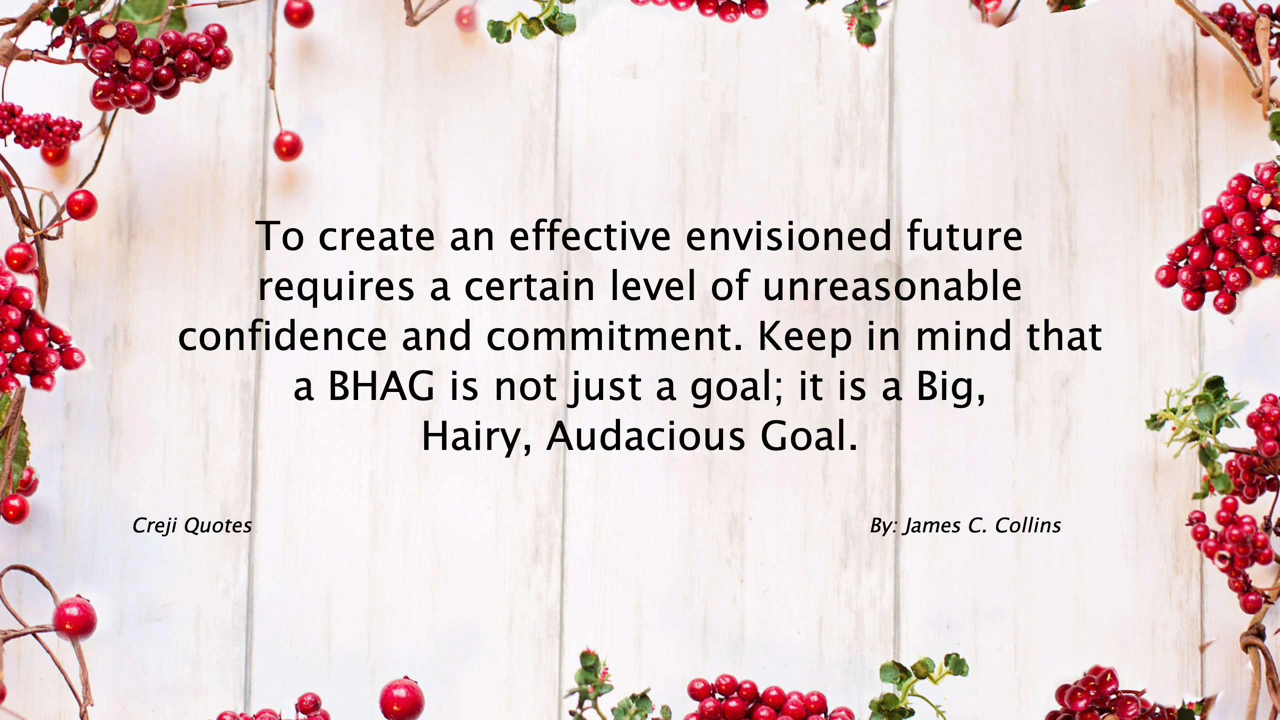 To create an effective envisioned future
requires a certain level of unreasonable
confidence and commitment. Keep in mind that
a BHAG is not just a goal; it is a Big,
Hairy, Audacious Goal.
Creji Quotes
By: James C. Collins